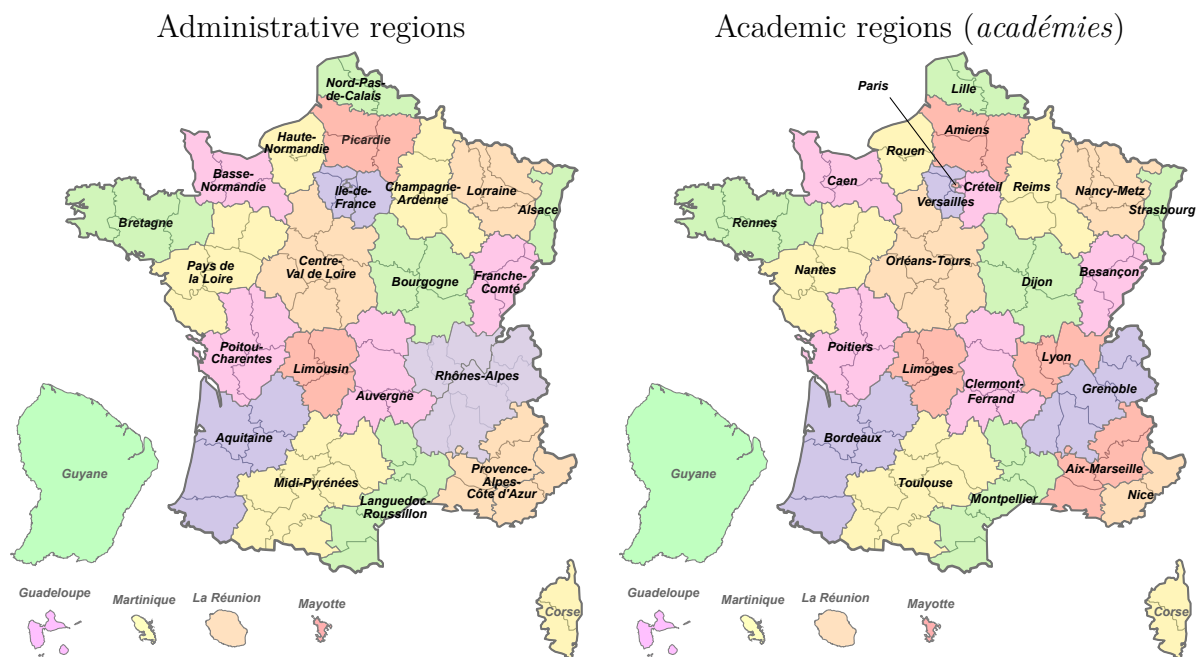 Administrative regions
Nord-Pas-
de-Calais
Haute-
Normandie
Picardie
Basse-
Normandie
Ile-de-
France
Champagne-
Ardenne
Lorraine
Alsace
Bretagne
Pays de
la Loire
Centre-
Val de Loire
Bourgogne
Franche-
Comté
Poitou-
Charentes
Limousin
Auvergne
Rhônes-Alpes
Aquitaine
Midi-Pyrénées
Languedoc-
Roussillon
Provence-
Alpes-
Côte d'Azur
Guyane
Guadeloupe
Martinique
La Réunion
Mayotte
Corse
Academic regions (académies)
Lille
Paris
Amiens
Rouen
Caen
Créteil
Versailles
Reims
Nancy-Metz
Strasbourg
Rennes
Nantes
Orléans-Tours
Dijon
Besançon
Poitiers
Limoges
Clermont-
Ferrand
Lyon
Grenoble
Bordeaux
Toulouse
Montpellier
Aix-Marseille
Nice
Guyane
Guadeloupe
Martinique
La Réunion
Mayotte
Corse